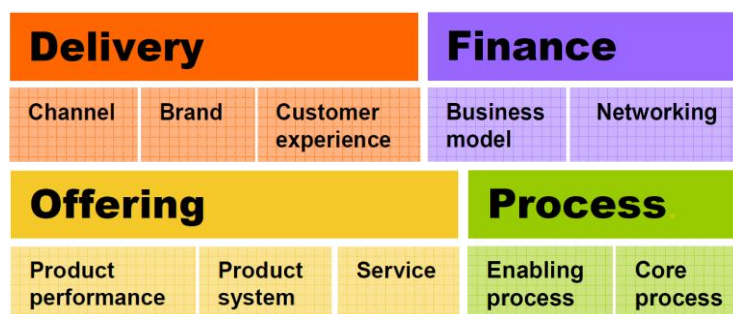 Delivery
Finance
Channel
Brand
Customer
experience
Business
model
Networking
Offering
Process
Product
performance
Product
system
Service
Enabling
process
Core
process